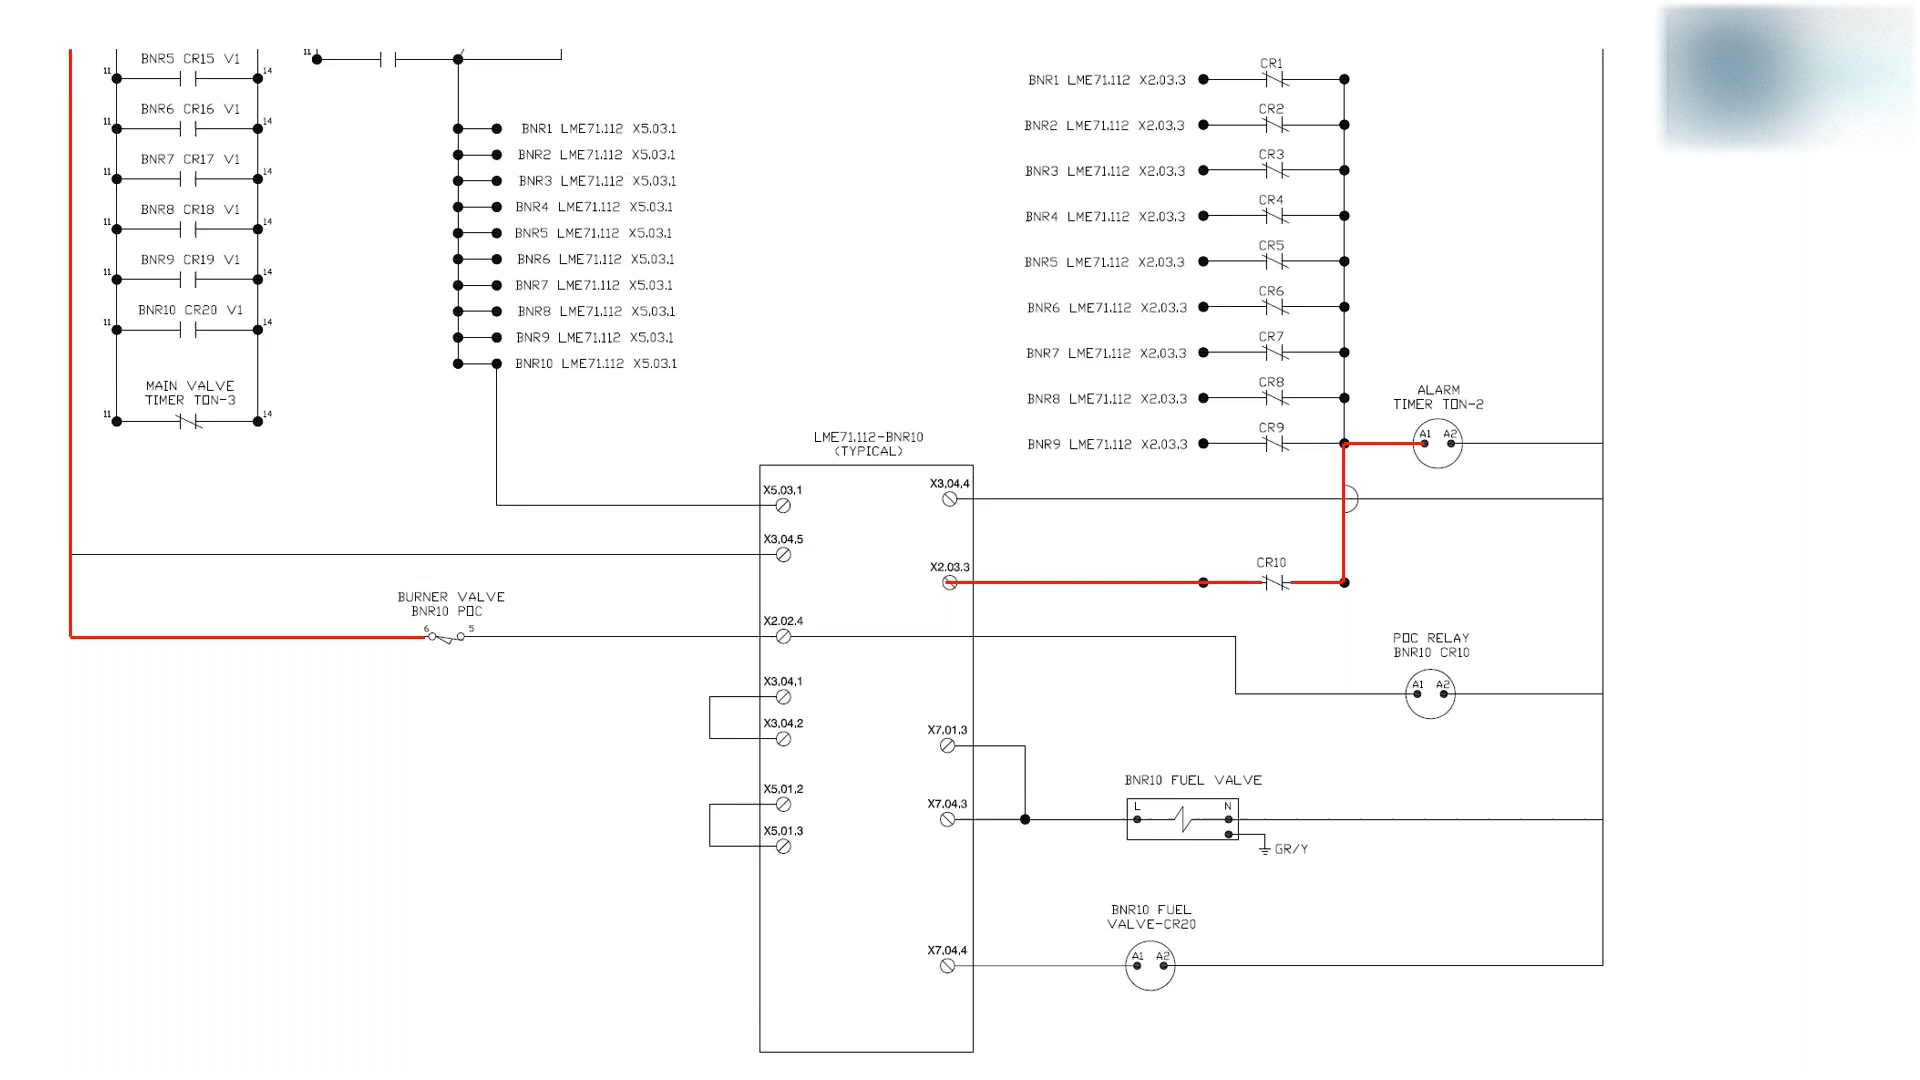 BNR5 CR15 V1
11 14
BNR6 CR16 V1
11 14
BNR7 CR17 V1
11 14
BNR8 CR18 V1
11 14
BNR9 CR19 V1
11 14
BNR10 CR20 V1
11 14
MAIN VALVE
TIMER TON-3
11 14
11
BNR1 LME71.112 X5.03.1
BNR2 LME71.112 X5.03.1
BNR3 LME71.112 X5.03.1
BNR4 LME71.112 X5.03.1
BNR5 LME71.112 X5.03.1
BNR6 LME71.112 X5.03.1
BNR7 LME71.112 X5.03.1
BNR8 LME71.112 X5.03.1
BNR9 LME71.112 X5.03.1
BNR10 LME71.112 X5.03.1
CR1
BNR1 LME71.112 X2.03.3
CR2
BNR2 LME71.112 X2.03.3
CR3
BNR3 LME71.112 X2.03.3
CR4
BNR4 LME71.112 X2.03.3
CR5
BNR5 LME71.112 X2.03.3
CR6
BNR6 LME71.112 X2.03.3
CR7
BNR7 LME71.112 X2.03.3
CR8
BNR8 LME71.112 X2.03.3
CR9
BNR9 LME71.112 X2.03.3
ALARM
TIMER TON-2
A1 A2
LME71.112-BNR10
(TYPICAL)
X5.03.1
X3.04.5
X2.02.4
X3.04.1
X3.04.2
X5.01.2
X5.01.3
X3.04.4
X2.03.3
X7.01.3
X7.04.3
X7.04.4
BURNER VALVE
BNR10 POC
6 5
CR10
POC RELAY
BNR10 CR10
A1 A2
BNR10 FUEL VALVE
L N
GR/Y
BNR10 FUEL
VALVE-CR20
A1 A2